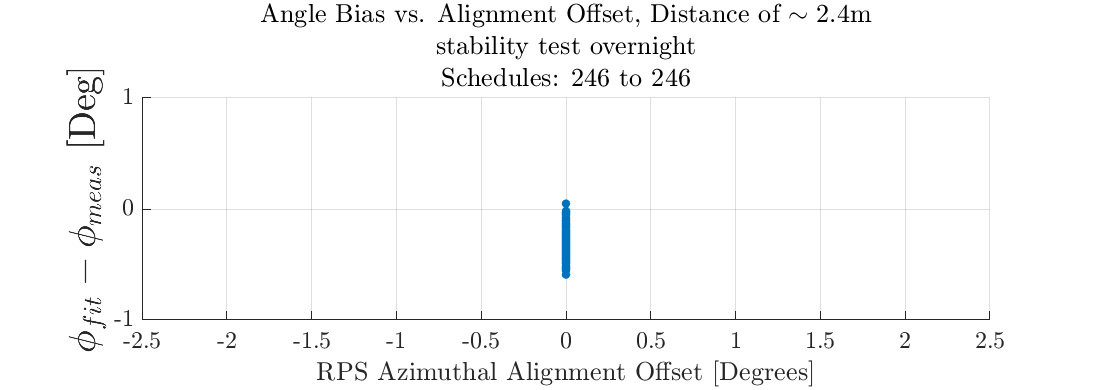 Angle Bias vs. Alignment Offset, Distance of ~ 2.4m
stability test overnight
Schedules: 246 to 246
ϕfit − ϕmeas [Deg]
1
0
-1
-2.5 -2 -1.5 -1 -0.5 0 0.5 1 1.5 2 2.5
RPS Azimuthal Alignment Offset [Degrees]